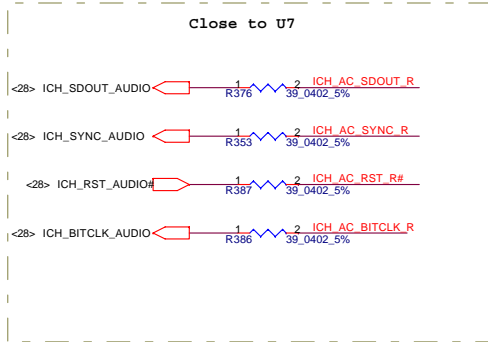 Close to U7
<28> ICH_SDOUT_AUDIO 1 2 ICH_AC_SDOUT_R
R376 39_0402_5%
<28> ICH_SYNC_AUDIO 1 2 ICH_AC_SYNC_R
R353 39_0402_5%
<28> ICH_RST_AUDIO# 1 2 ICH_AC_RST_R#
R387 39_0402_5%
<28> ICH_BITCLK_AUDIO 1 2 ICH_AC_BITCLK_R
R386 39_0402_5%